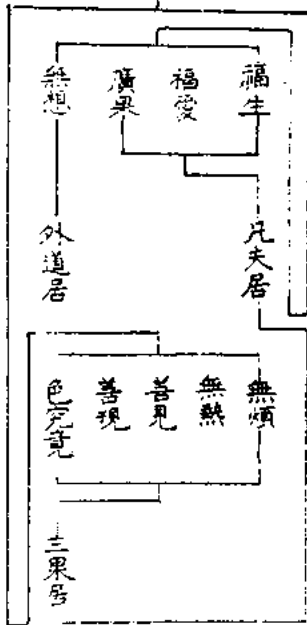 福生
福愛
廣果
無想
凡夫居
外道居
無煩
無熱
善見
善現
色究竟
三果居